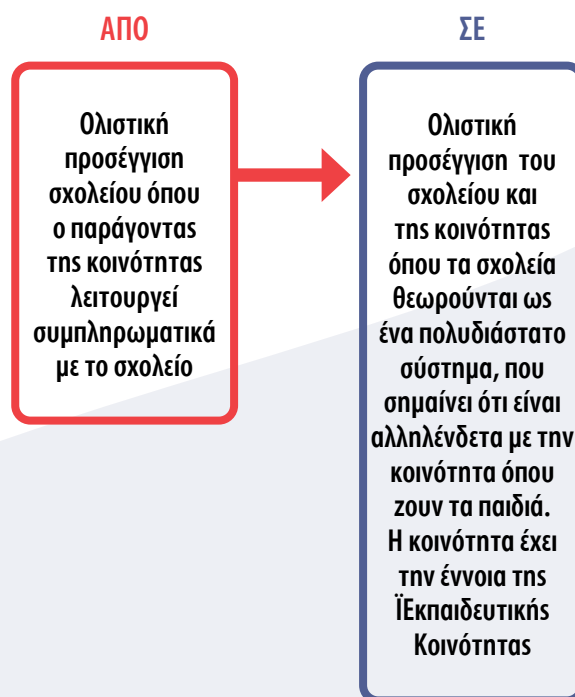 ΑΠΟ
Ολιστική
προσέγγιση
σχολείου όπου
ο παράγοντας
της κοινότητας
λειτουργεί
συμπληρωματικά
με το σχολείο
ΣΕ
Ολιστική
προσέγγιση του
σχολείου και
της κοινότητας
όπου τα σχολεία
θεωρούνται ως
ένα πολυδιάστατο
σύστημα, που
σημαίνει ότι είναι
αλληλένδετα με την
κοινότητα όπου
ζουν τα παιδιά.
Η κοινότητα έχει
την έννοια της
ΪΕκπαιδευτικής
Κοινότητας